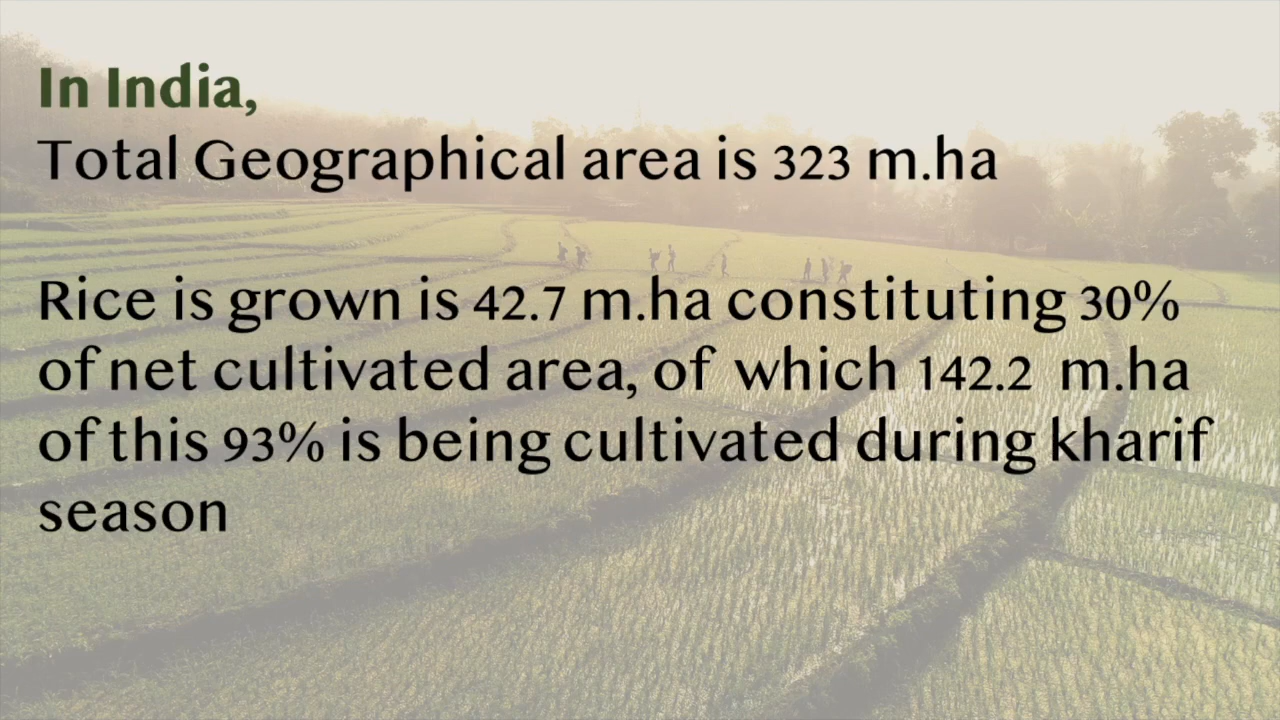 In India,
Total Geographical area is 323 m.ha
Rice is grown is 42.7 m.ha constituting 30%
of net cultivated area, of which 142.2 m.ha
of this 93% is being cultivated during kharif
season